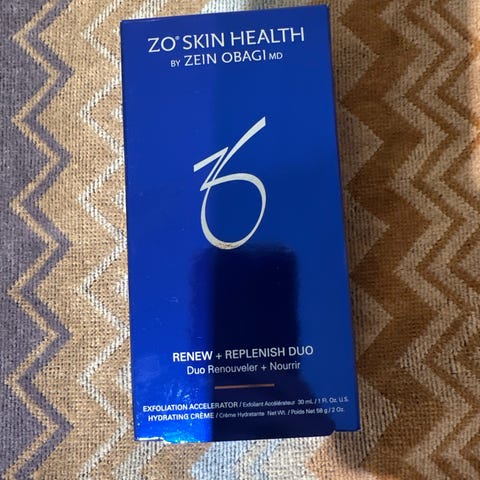 ZO® SKIN HEALTH
BY ZEIN OBAGI MD
RENEW + REPLENISH DUO
Duo Renouveler + Nourrir
EXFOLIATION ACCELERATOR / Exfoliant Accélérateur 30 mL / 1 Fl. Oz. U.S.
HYDRATING CRÈME / Crème Hydratante Net Wt. / Poids Net 58 g / 2 Oz.